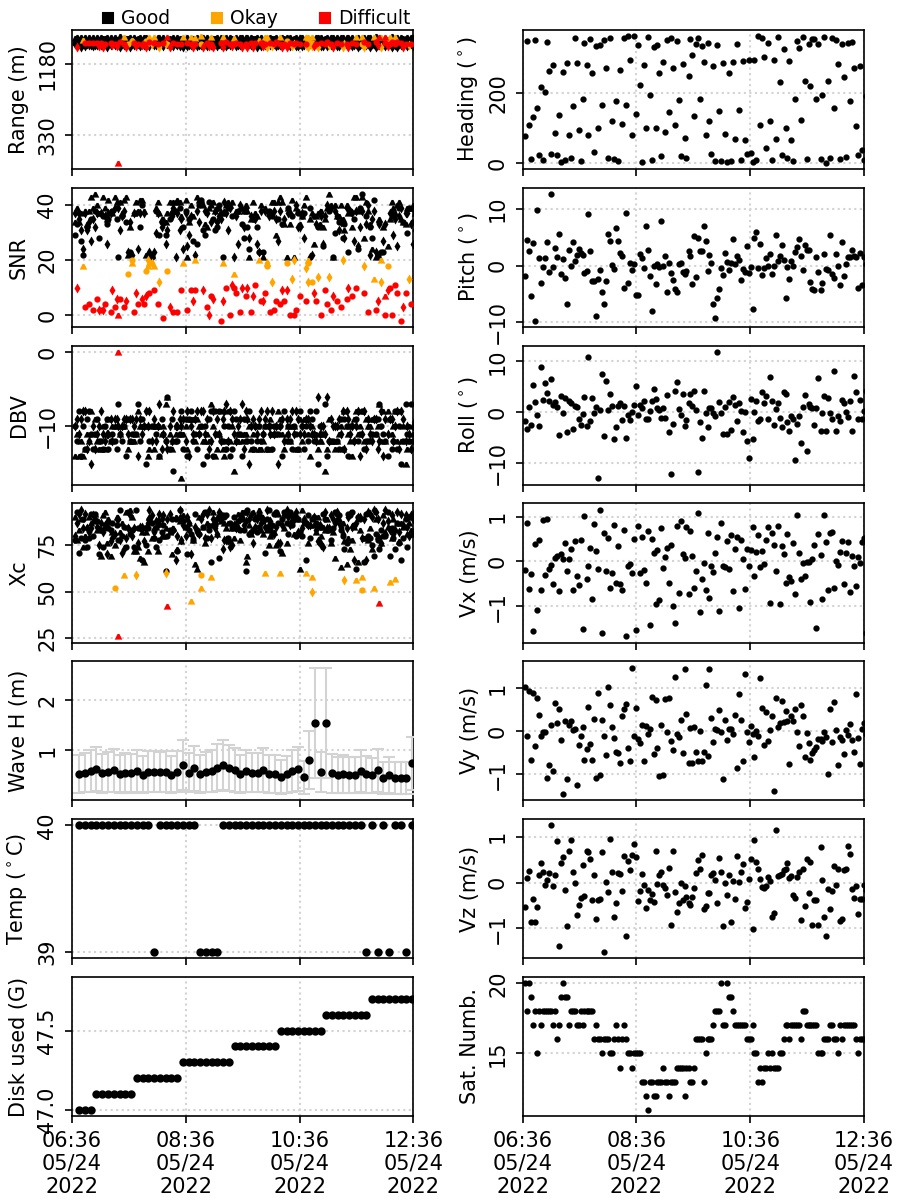 Good Okay Difficult
Range (m)
1180
330
Heading (°)
200
0
SNR
40
20
0
Pitch (°)
10
0
−10
DBV
0
−10
Roll (°)
10
0
−10
Xc
75
50
25
Vx (m/s)
1
0
−1
Wave H (m)
2
1
Vy (m/s)
1
0
−1
Temp (°C)
40
39
Vz (m/s)
1
0
−1
Disk used (G)
47.5
47.0
Sat. Numb.
20
15
06:36 08:36 10:36 12:36 06:36 08:36 10:36 12:36
05/24 05/24 05/24 05/24 05/24 05/24 05/24 05/24
2022 2022 2022 2022 2022 2022 2022 2022